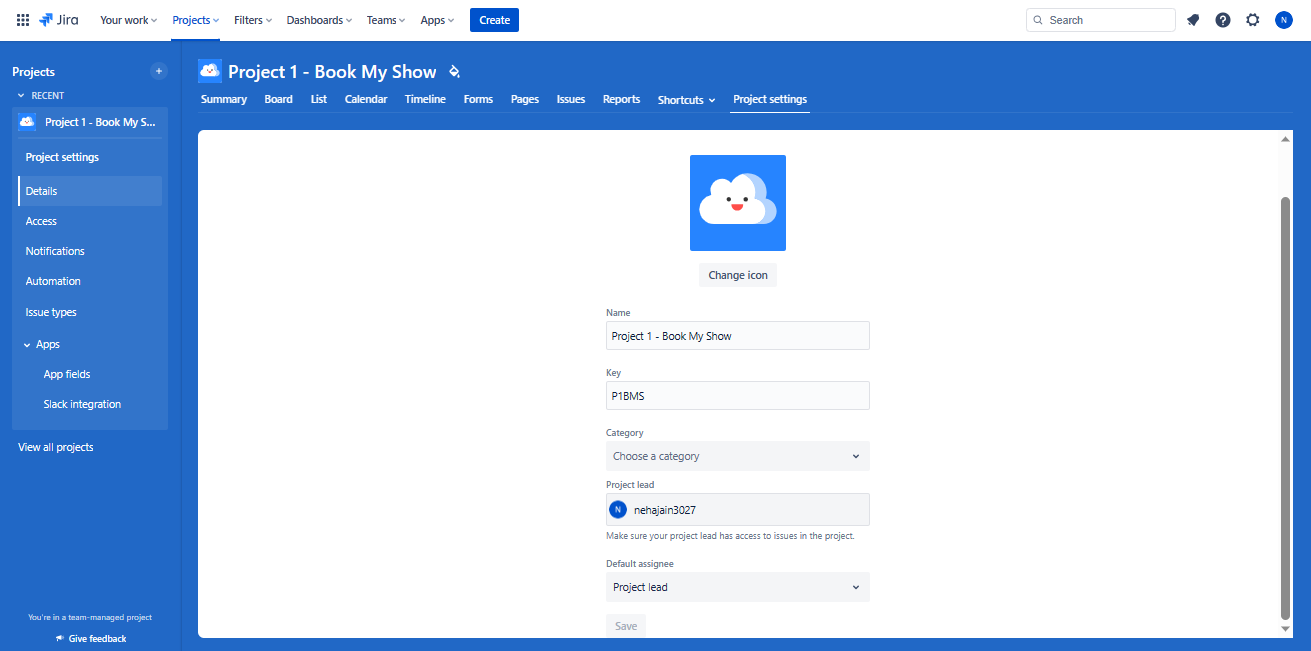 Jira
Your work
Projects
Filters
Dashboards
Teams
Apps
Create
Search
N
Projects
+
RECENT
Project 1 - Book My S...
Project settings
Details
Access
Notifications
Automation
Issue types
Apps
App fields
Slack integration
View all projects
You're in a team-managed project
Give feedback
Project 1 - Book My Show
Summary
Board
List
Calendar
Timeline
Forms
Pages
Issues
Reports
Shortcuts
Project settings
Change icon
Name
Project 1 - Book My Show
Key
P1BMS
Category
Choose a category
Project lead
N nehajain3027
Make sure your project lead has access to issues in the project.
Default assignee
Project lead
Save